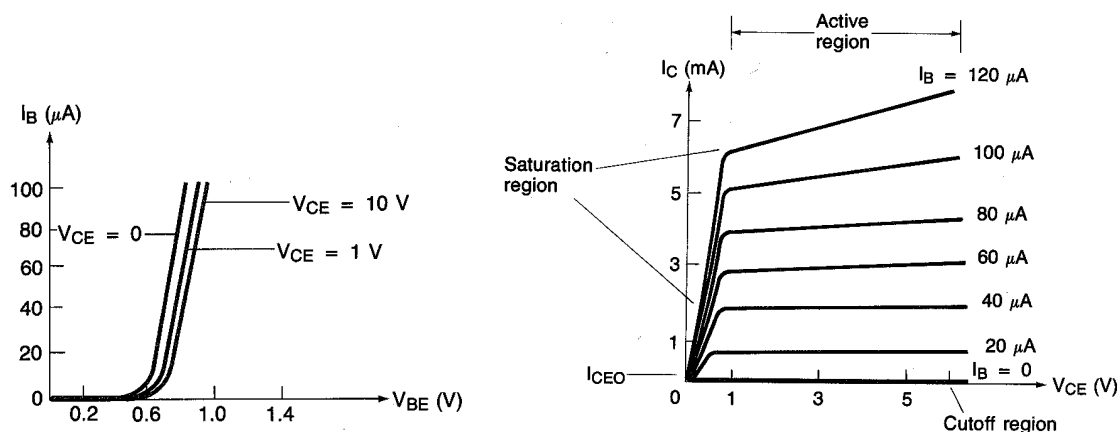 I_B (μA)
100
80
60
40
20
0
V_CE = 0
V_CE = 10 V
V_CE = 1 V
0.2
0.6
1.0
1.4
V_BE (V)
Active
region
I_C (mA)
I_B = 120 μA
7
Saturation
region
100 μA
5
80 μA
3
60 μA
40 μA
1
20 μA
I_CEO
I_B = 0
0
1
3
5
V_CE (V)
Cutoff region